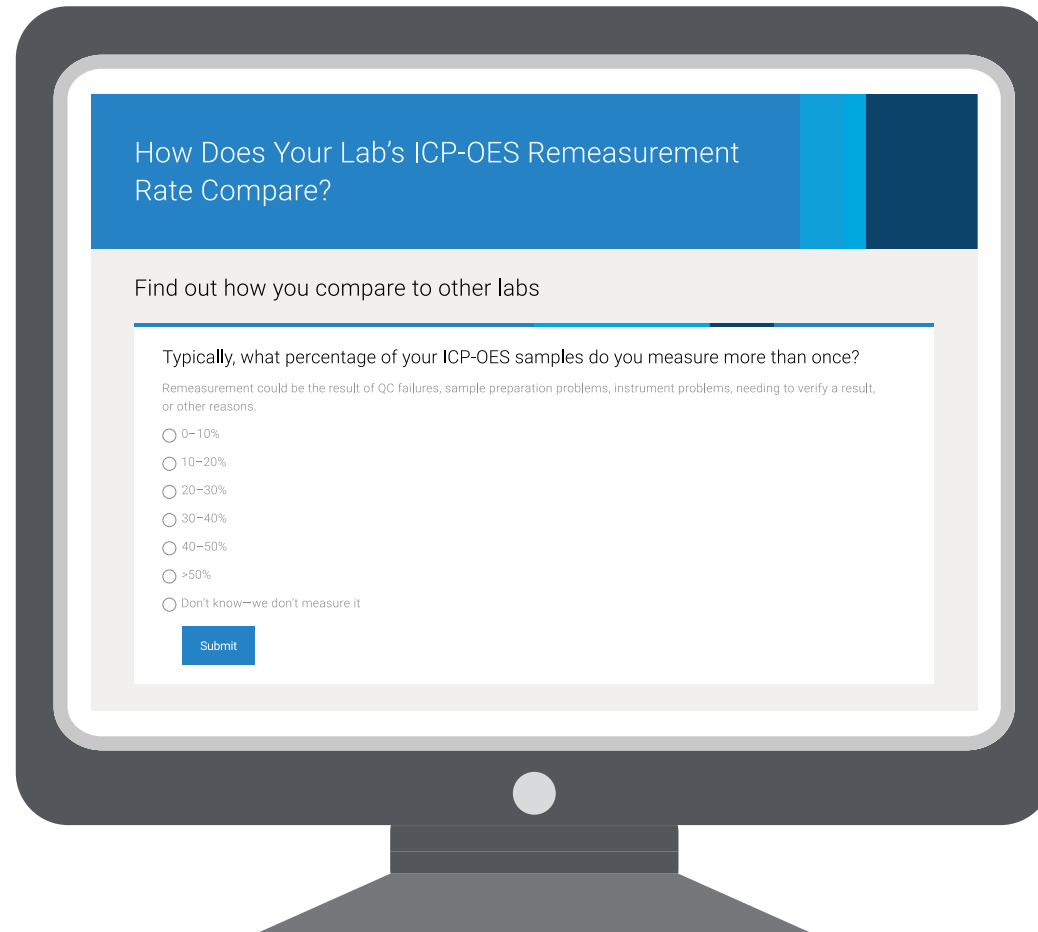 How Does Your Lab’s ICP-OES Remeasurement
Rate Compare?
Find out how you compare to other labs
Typically, what percentage of your ICP-OES samples do you measure more than once?
Remeasurement could be the result of QC failures, sample preparation problems, instrument problems, needing to verify a result,
or other reasons.
0–10%
10–20%
20–30%
30–40%
40–50%
>50%
Don’t know—we don’t measure it
Submit